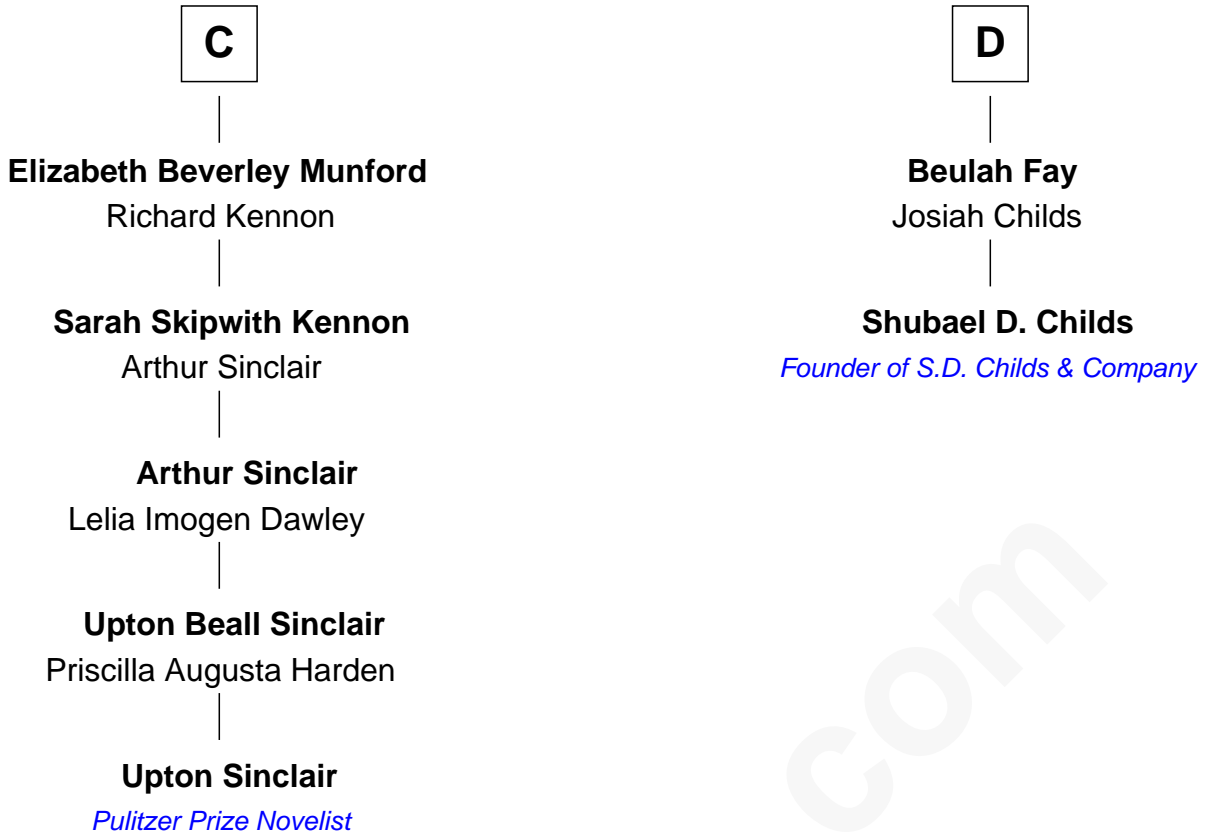 C
Elizabeth Beverley Munford
Richard Kennon
Sarah Skipwith Kennon
Arthur Sinclair
Arthur Sinclair
Lelia Imogen Dawley
Upton Beall Sinclair
Priscilla Augusta Harden
Upton Sinclair
Pulitzer Prize Novelist
D
Beulah Fay
Josiah Childs
Shubael D. Childs
Founder of S.D. Childs & Company
com